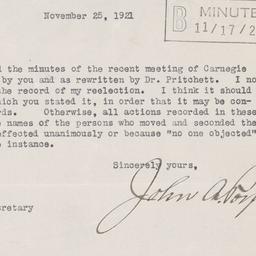 November 25, 1921
B MINUTE
11/17/2
the minutes of the recent meeting of Carnegie
by you and as rewritten by Dr. Pritchett. I no
the record of my reelection. I think it should
hich you stated it, in order that it may be con-
rds. Otherwise, all actions recorded in these
e names of the persons who moved and seconded the
effected unanimously or because "no one objected"
e instance.
Sincerely yours,
John A.
cretary